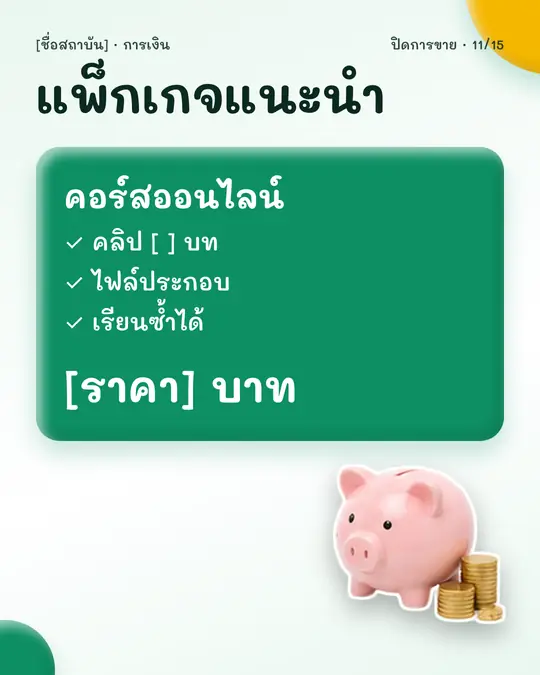 [ชื่อสถาบัน] · การเงิน
ปิดการขาย · 11/15
แพ็กเกจแนะนำ
คอร์สออนไลน์
✓ คลิป [ ] บท
✓ ไฟล์ประกอบ
✓ เรียนซ้ำได้
[ราคา] บาท